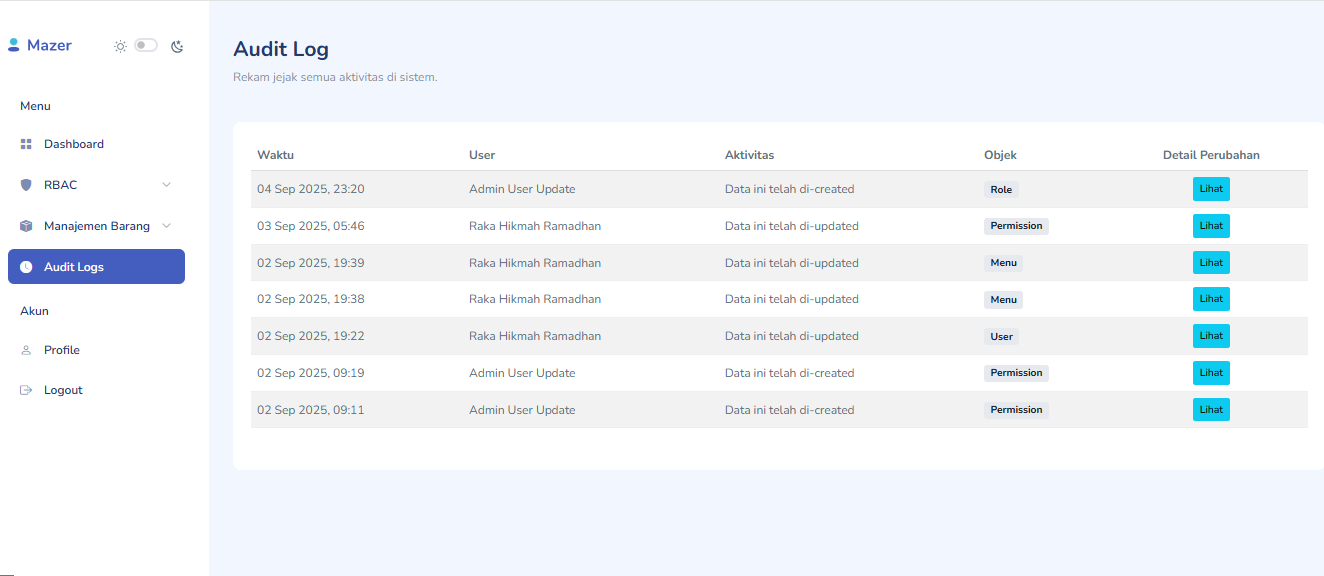 Mazer
Menu
Dashboard
RBAC
Manajemen Barang
Audit Logs
Akun
Profile
Logout
Audit Log
Rekam jejak semua aktivitas di sistem.
Waktu User Aktivitas Objek Detail Perubahan
04 Sep 2025, 23:20 Admin User Update Data ini telah di-created Role Lihat
03 Sep 2025, 05:46 Raka Hikmah Ramadhan Data ini telah di-updated Permission Lihat
02 Sep 2025, 19:39 Raka Hikmah Ramadhan Data ini telah di-updated Menu Lihat
02 Sep 2025, 19:38 Raka Hikmah Ramadhan Data ini telah di-updated Menu Lihat
02 Sep 2025, 19:22 Raka Hikmah Ramadhan Data ini telah di-updated User Lihat
02 Sep 2025, 09:19 Admin User Update Data ini telah di-created Permission Lihat
02 Sep 2025, 09:11 Admin User Update Data ini telah di-created Permission Lihat